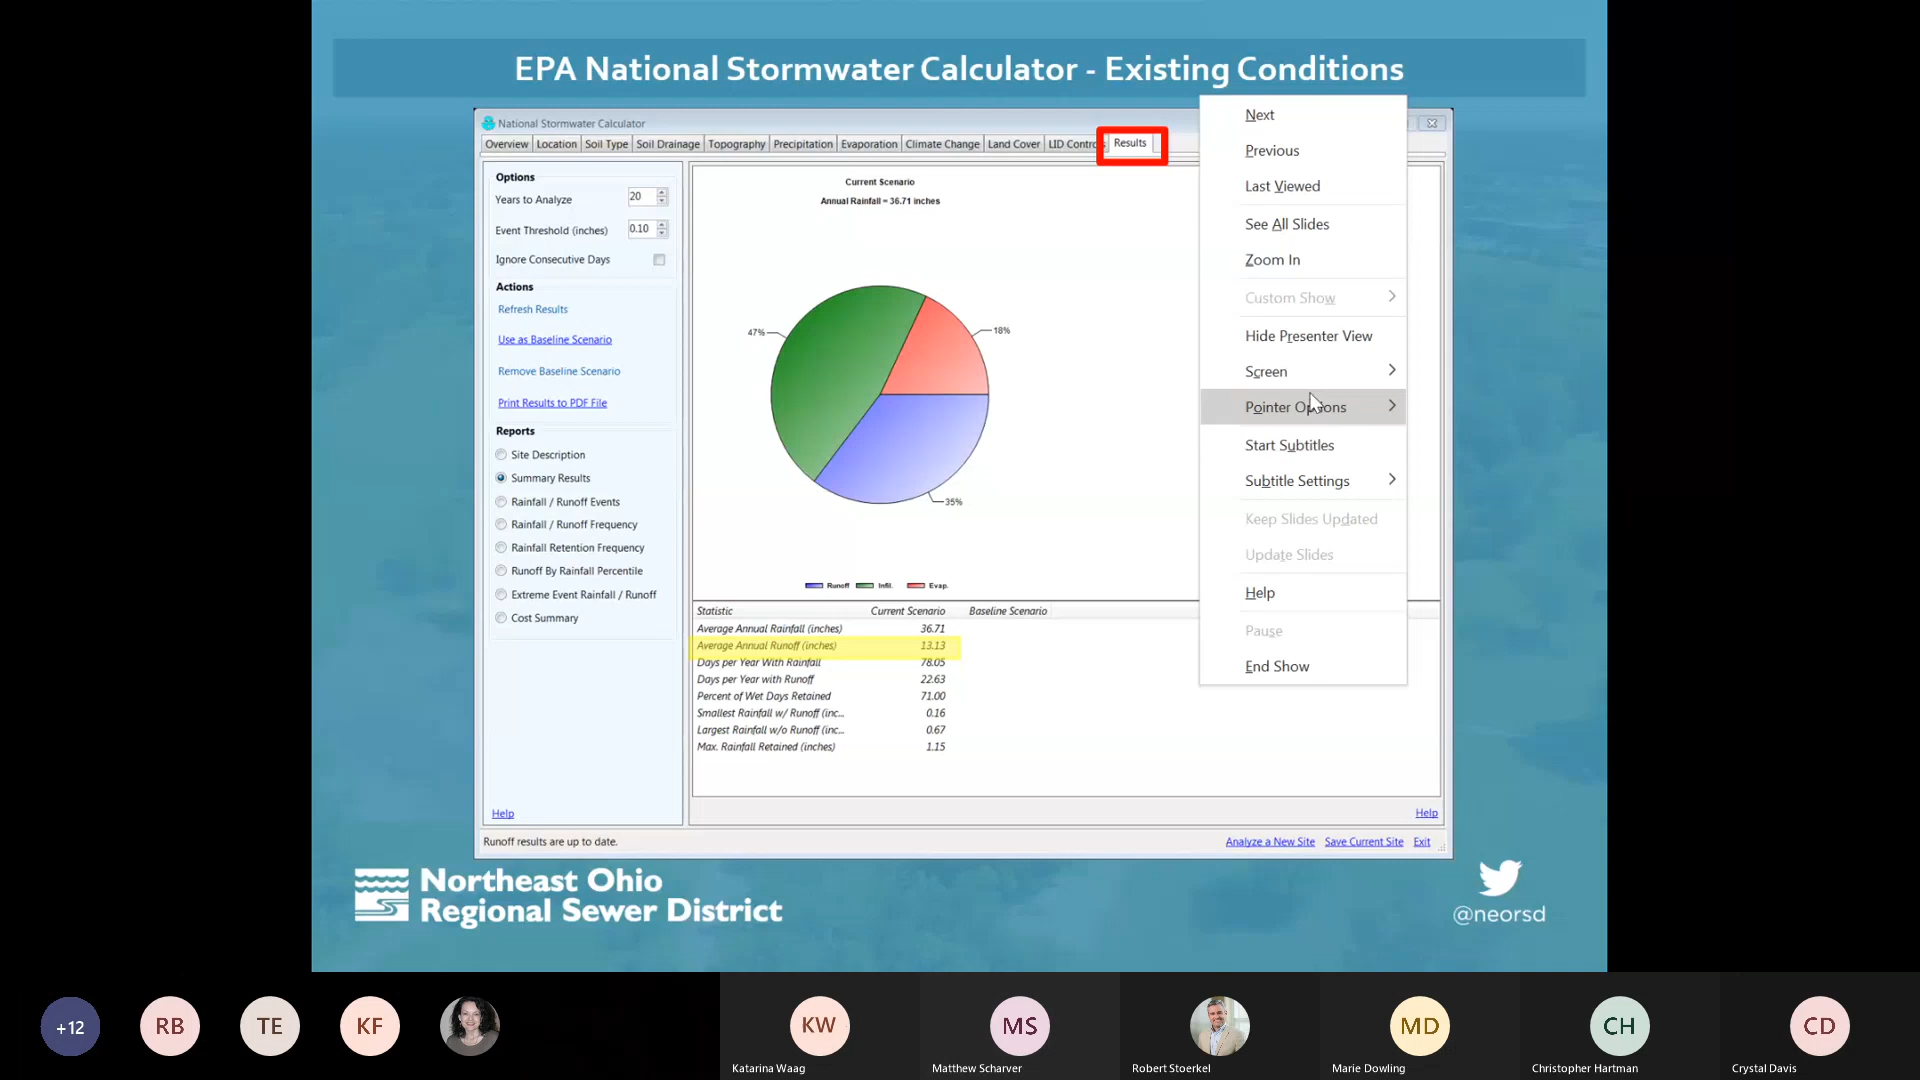 EPA National Stormwater Calculator - Existing Conditions
National Stormwater Calculator
Overview Location Soil Type Soil Drainage Topography Precipitation Evaporation Climate Change Land Cover LID Contro Results
Options
Years to Analyze 20
Event Threshold (inches) 0.10
Ignore Consecutive Days
Actions
Refresh Results
Use as Baseline Scenario
Remove Baseline Scenario
Print Results to PDF File
Reports
Site Description
Summary Results
Rainfall / Runoff Events
Rainfall / Runoff Frequency
Rainfall Retention Frequency
Runoff By Rainfall Percentile
Extreme Event Rainfall / Runoff
Cost Summary
Help
Current Scenario
Annual Rainfall = 36.71 inches
47%
18%
35%
Runoff Infil. Evap.
Statistic Current Scenario Baseline Scenario
Average Annual Rainfall (inches) 36.71
Average Annual Runoff (inches) 13.13
Days per Year With Rainfall 78.05
Days per Year with Runoff 22.63
Percent of Wet Days Retained 71.00
Smallest Rainfall w/ Runoff (inc... 0.16
Largest Rainfall w/o Runoff (inc... 0.67
Max. Rainfall Retained (inches) 1.15
Help
Runoff results are up to date.
Analyze a New Site Save Current Site Exit
Next
Previous
Last Viewed
See All Slides
Zoom In
Custom Show
Hide Presenter View
Screen
Pointer Options
Start Subtitles
Subtitle Settings
Keep Slides Updated
Update Slides
Help
Pause
End Show
Northeast Ohio
Regional Sewer District
@neorsd
+12
RB
TE
KF
KW
Katarina Waag
MS
Matthew Scharver
Robert Stoerkel
MD
Marie Dowling
CH
Christopher Hartman
CD
Crystal Davis